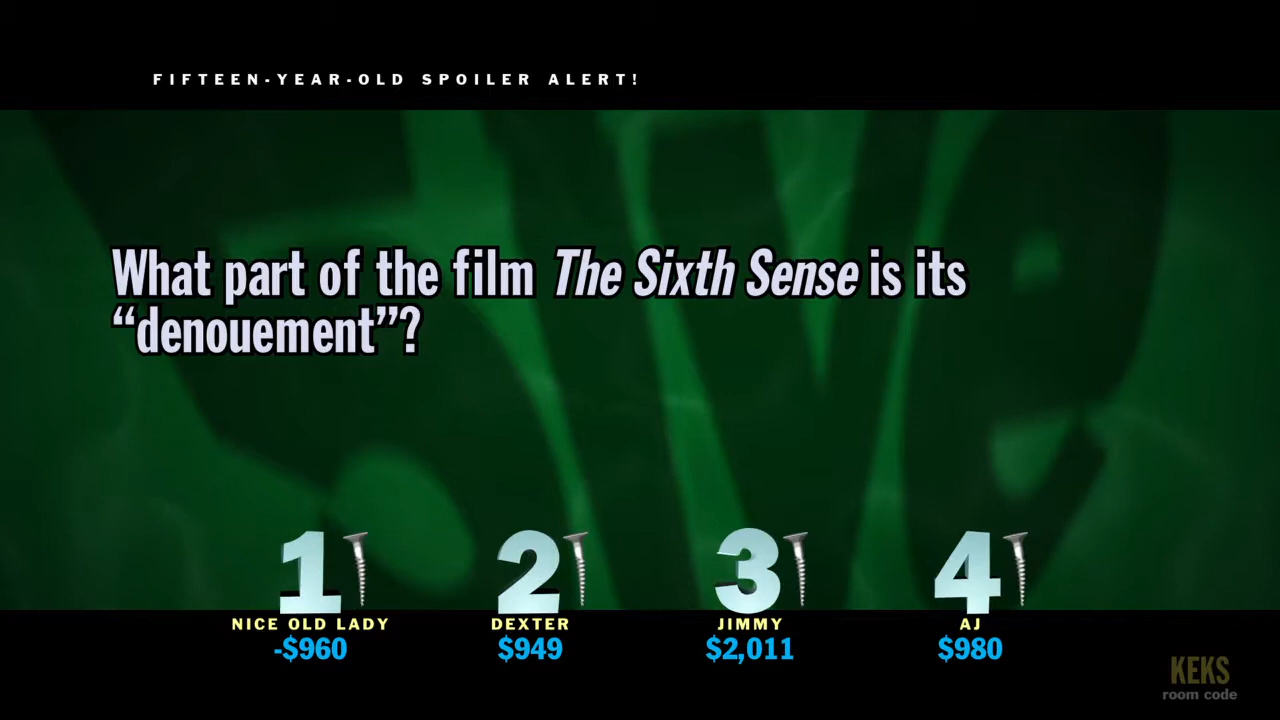 FIFTEEN-YEAR-OLD SPOILER ALERT!
What part of the film The Sixth Sense is its
“denouement”?
1 2 3 4
NICE OLD LADY DEXTER JIMMY AJ
-$960 $949 $2,011 $980
KEKS
room code